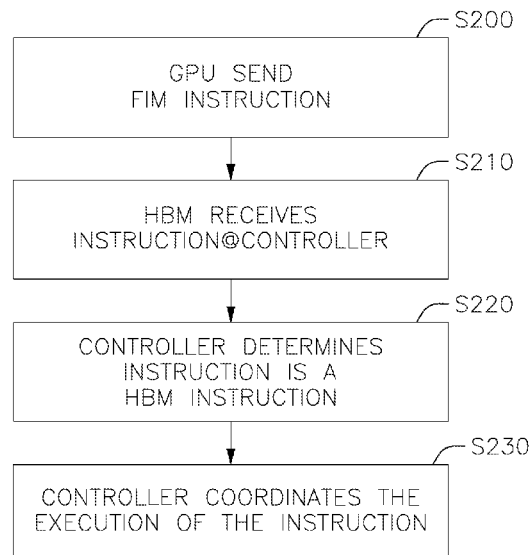 S200
GPU SEND
FIM INSTRUCTION
S210
HBM RECEIVES
INSTRUCTION@CONTROLLER
S220
CONTROLLER DETERMINES
INSTRUCTION IS A
HBM INSTRUCTION
S230
CONTROLLER COORDINATES THE
EXECUTION OF THE INSTRUCTION